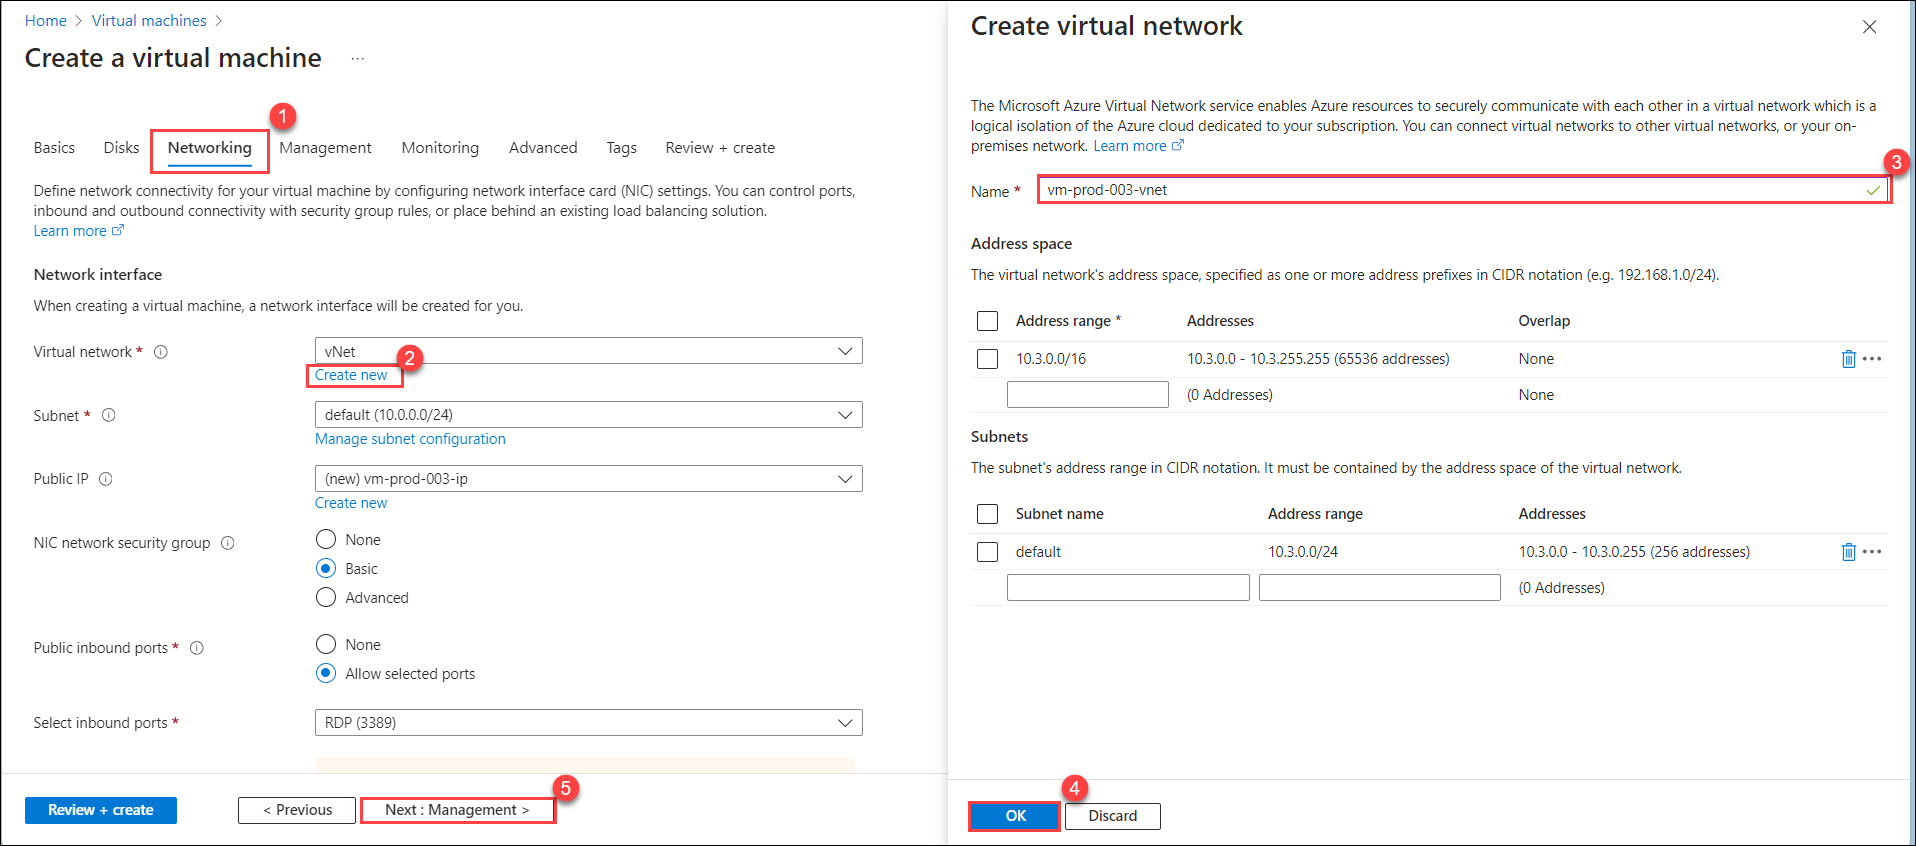 Home > Virtual machines >
Create a virtual machine ...
1
Basics Disks Networking Management Monitoring Advanced Tags Review + create
Define network connectivity for your virtual machine by configuring network interface card (NIC) settings. You can control ports,
inbound and outbound connectivity with security group rules, or place behind an existing load balancing solution.
Learn more
Network interface
When creating a virtual machine, a network interface will be created for you.
Virtual network * vNet
2
Create new
Subnet * default (10.0.0.0/24)
Manage subnet configuration
Public IP (new) vm-prod-003-ip
Create new
NIC network security group
None
Basic
Advanced
Public inbound ports *
None
Allow selected ports
Select inbound ports * RDP (3389)
5
Review + create < Previous Next : Management >
Create virtual network
The Microsoft Azure Virtual Network service enables Azure resources to securely communicate with each other in a virtual network which is a
logical isolation of the Azure cloud dedicated to your subscription. You can connect virtual networks to other virtual networks, or your on-
premises network. Learn more
3
Name * vm-prod-003-vnet
Address space
The virtual network's address space, specified as one or more address prefixes in CIDR notation (e.g. 192.168.1.0/24).
Address range * Addresses Overlap
10.3.0.0/16 10.3.0.0 - 10.3.255.255 (65536 addresses) None
(0 Addresses) None
Subnets
The subnet's address range in CIDR notation. It must be contained by the address space of the virtual network.
Subnet name Address range Addresses
default 10.3.0.0/24 10.3.0.0 - 10.3.0.255 (256 addresses)
(0 Addresses)
4
OK Discard